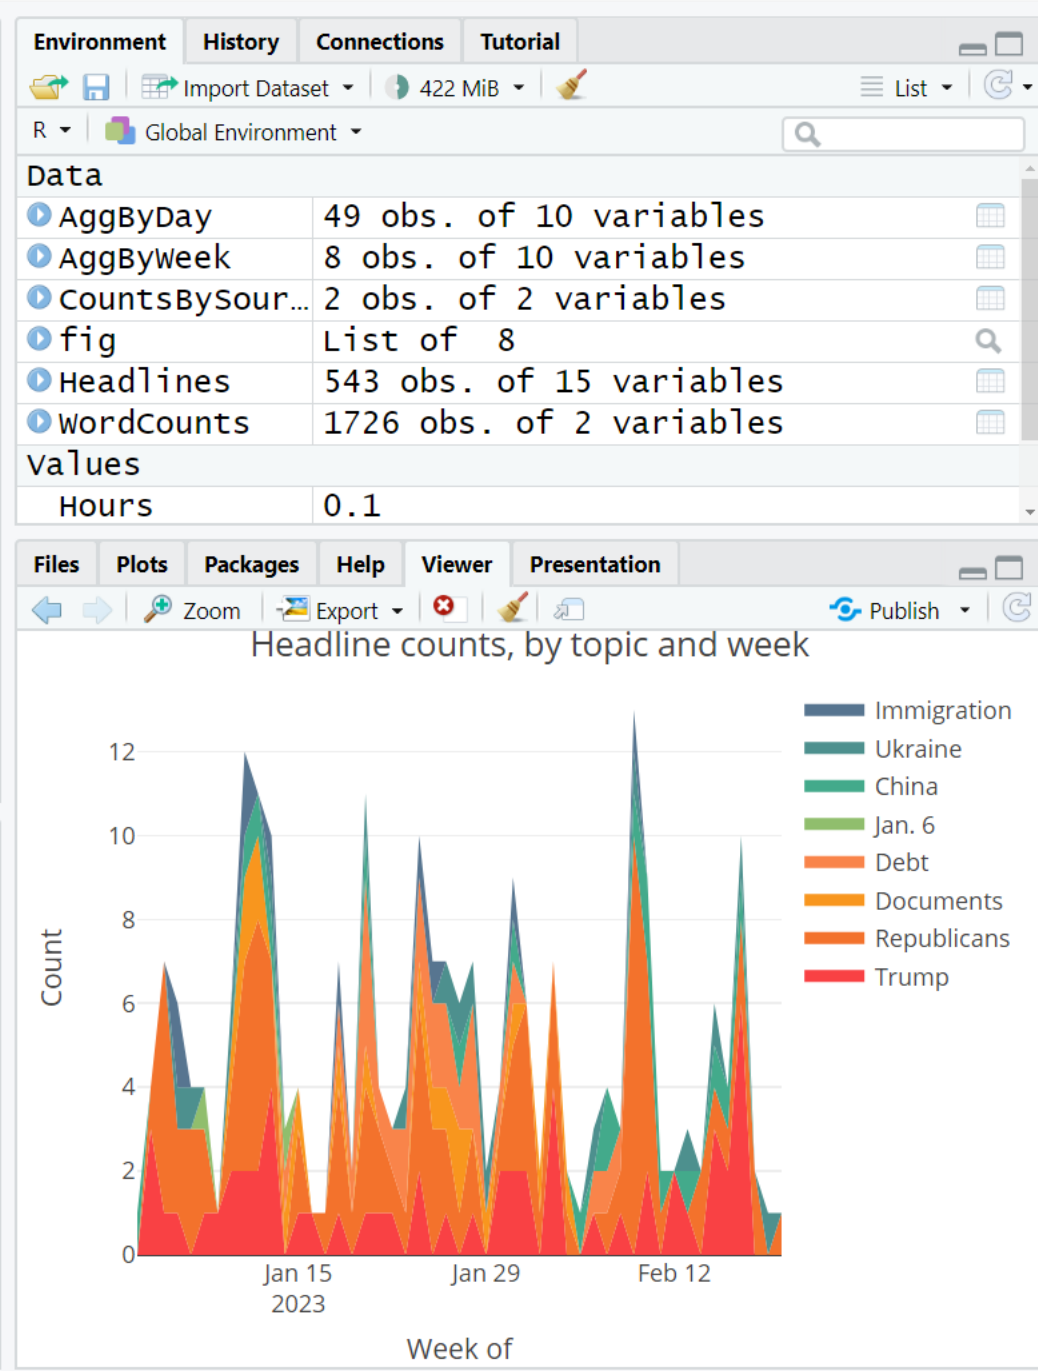 Environment History Connections Tutorial
Import Dataset 422 MiB List
R Global Environment
Data
AggByDay 49 obs. of 10 variables
AggByWeek 8 obs. of 10 variables
CountsBySour… 2 obs. of 2 variables
fig List of 8
Headlines 543 obs. of 15 variables
WordCounts 1726 obs. of 2 variables
Values
Hours 0.1
Files Plots Packages Help Viewer Presentation
Zoom Export Publish
Headline counts, by topic and week
Immigration
Ukraine
China
Jan. 6
Debt
Documents
Republicans
Trump
Count
12
10
8
6
4
2
0
Jan 15 Jan 29 Feb 12
2023
Week of